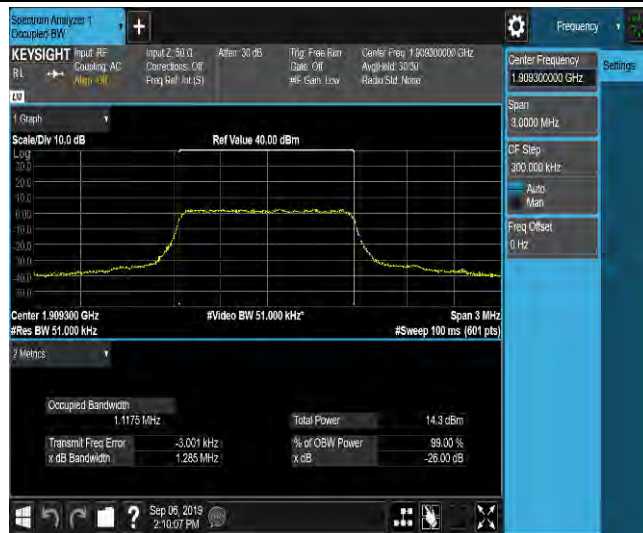 Spectrum Analyzer 1
Occupied BW
+
Frequency
KEYSIGHT Input: RF Input Z: 50 Ω Atten: 30 dB Trig: Free Run Center Freq: 1.909300000 GHz
RL Coupling: AC Corrections: Off Gate: Off Avg|Hold: 30/30
Align: Off Freq Ref: Int (S) #IF Gain: Low Radio Std: None
1 Graph
Scale/Div 10.0 dB Ref Value 40.00 dBm
Log
30.0
20.0
10.0
0.00
-10.0
-20.0
-30.0
-40.0
-50.0
Center 1.909300 GHz #Video BW 51.000 kHz* Span 3 MHz
#Res BW 51.000 kHz #Sweep 100 ms (601 pts)
2 Metrics
Occupied Bandwidth
1.1175 MHz Total Power 14.3 dBm
Transmit Freq Error -3.001 kHz % of OBW Power 99.00 %
x dB Bandwidth 1.285 MHz x dB -26.00 dB
?
Sep 06, 2019
2:10:07 PM
Center Frequency
1.909300000 GHz
Settings
Span
3.0000 MHz
CF Step
300.000 kHz
Auto
Man
Freq Offset
0 Hz